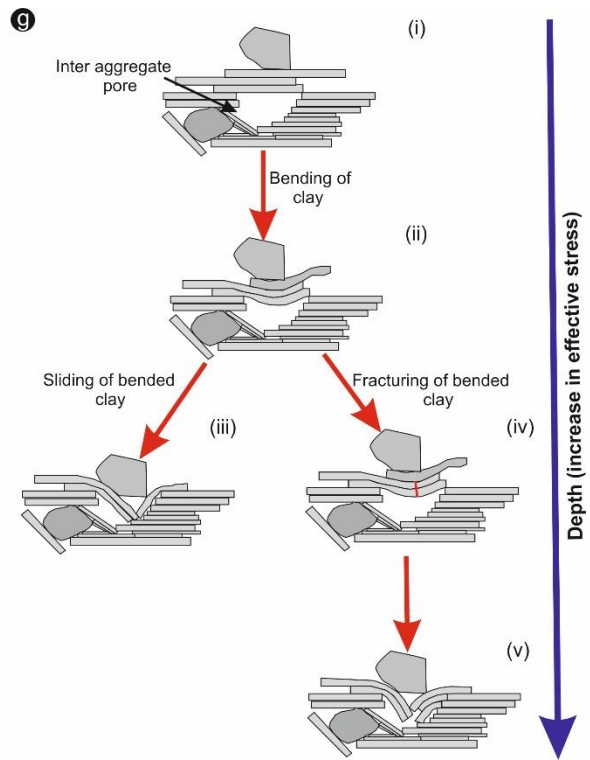 g
(i)
Inter aggregate
pore
Bending of
clay
(ii)
Sliding of bended
clay
(iii)
Fracturing of bended
clay
(iv)
(v)
Depth (increase in effective stress)